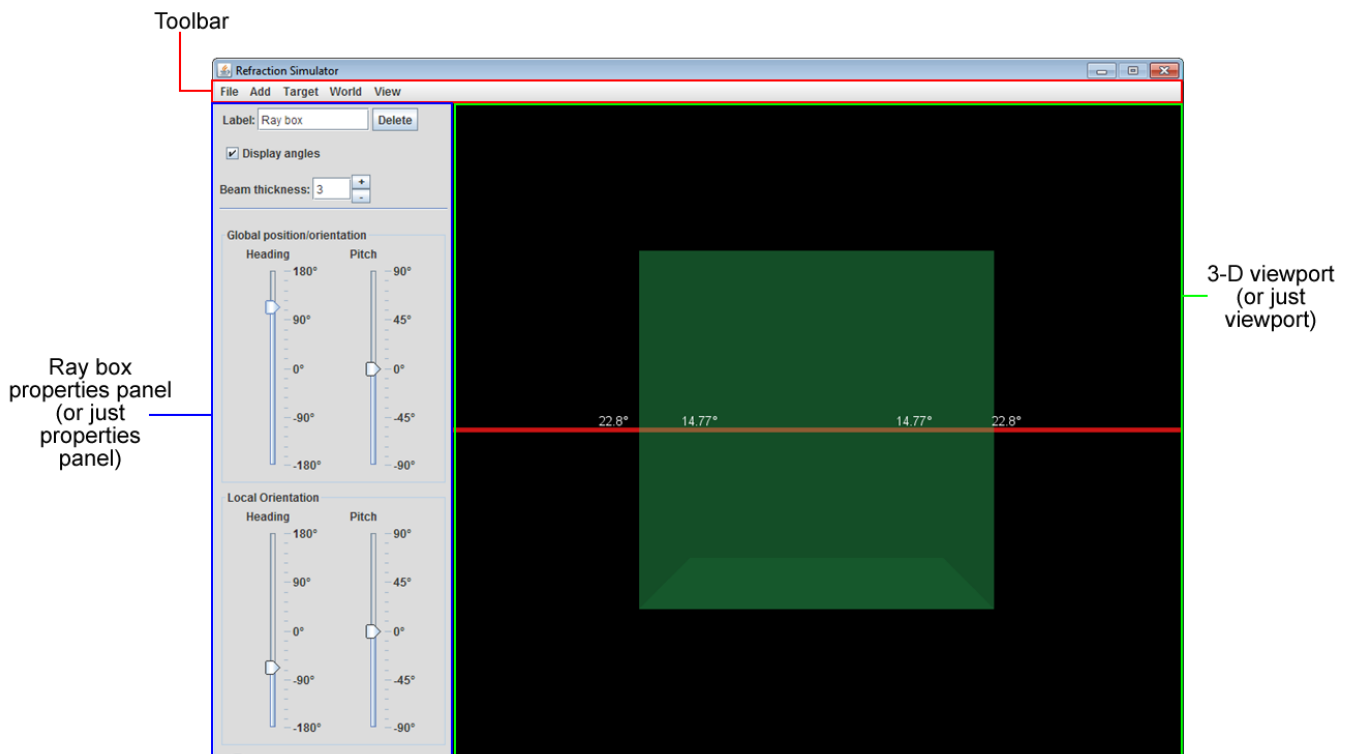 Toolbar
Refraction Simulator
File Add Target World View
Label: Ray box Delete
Display angles
Beam thickness: 3 + -
Global position/orientation
Heading Pitch
180° 90°
90° 45°
0° 0°
-90° -45°
-180° -90°
Local Orientation
Heading Pitch
180° 90°
90° 45°
0° 0°
-90° -45°
-180° -90°
22.8° 14.77° 14.77° 22.8°
Ray box
properties panel
(or just
properties
panel)
3-D viewport
(or just
viewport)